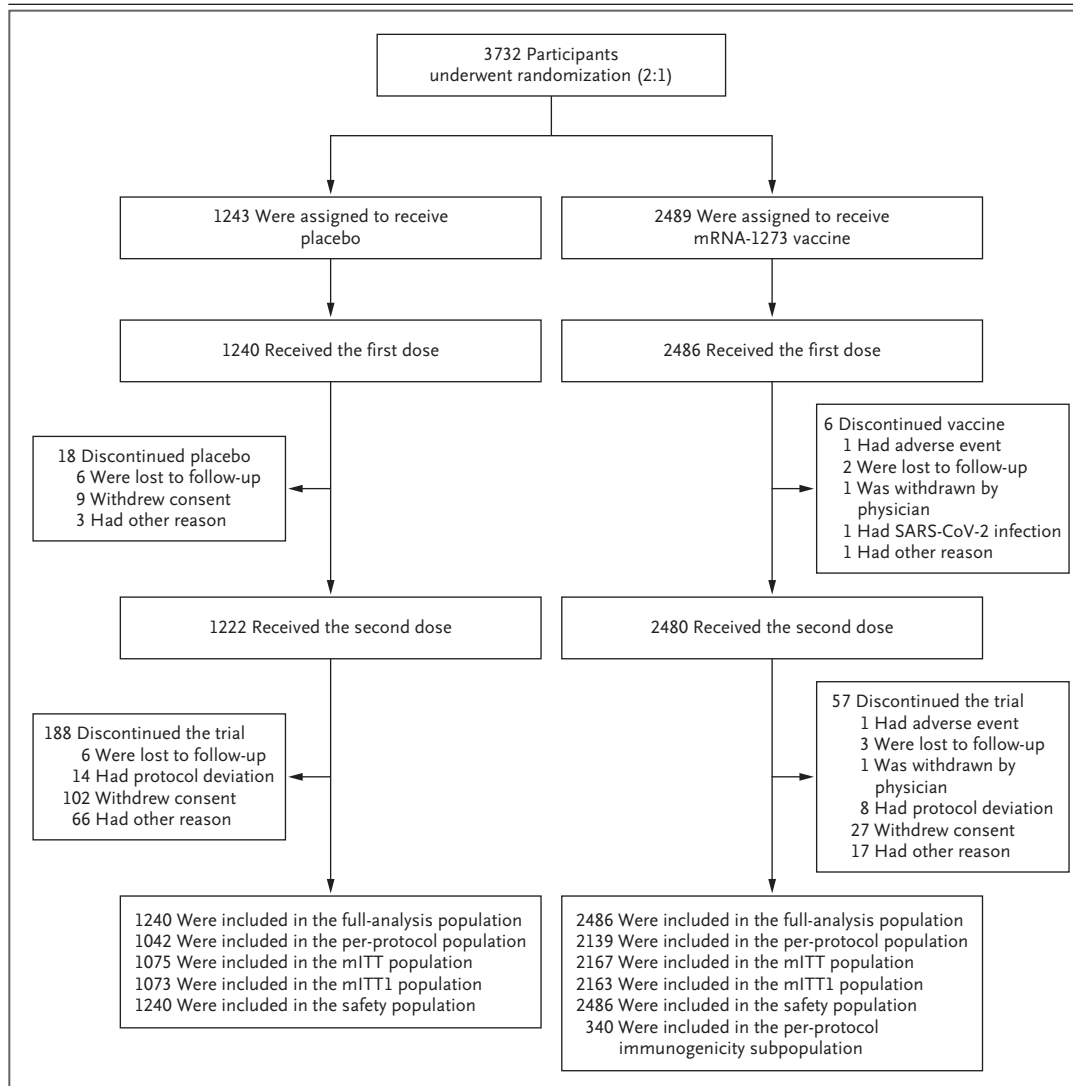 3732 Participants
underwent randomization (2:1)
1243 Were assigned to receive
placebo
2489 Were assigned to receive
mRNA-1273 vaccine
1240 Received the first dose
2486 Received the first dose
18 Discontinued placebo
6 Were lost to follow-up
9 Withdrew consent
3 Had other reason
6 Discontinued vaccine
1 Had adverse event
2 Were lost to follow-up
1 Was withdrawn by
physician
1 Had SARS-CoV-2 infection
1 Had other reason
1222 Received the second dose
2480 Received the second dose
188 Discontinued the trial
6 Were lost to follow-up
14 Had protocol deviation
102 Withdrew consent
66 Had other reason
57 Discontinued the trial
1 Had adverse event
3 Were lost to follow-up
1 Was withdrawn by
physician
8 Had protocol deviation
27 Withdrew consent
17 Had other reason
1240 Were included in the full-analysis population
1042 Were included in the per-protocol population
1075 Were included in the mITT population
1073 Were included in the mITT1 population
1240 Were included in the safety population
2486 Were included in the full-analysis population
2139 Were included in the per-protocol population
2167 Were included in the mITT population
2163 Were included in the mITT1 population
2486 Were included in the safety population
340 Were included in the per-protocol
immunogenicity subpopulation